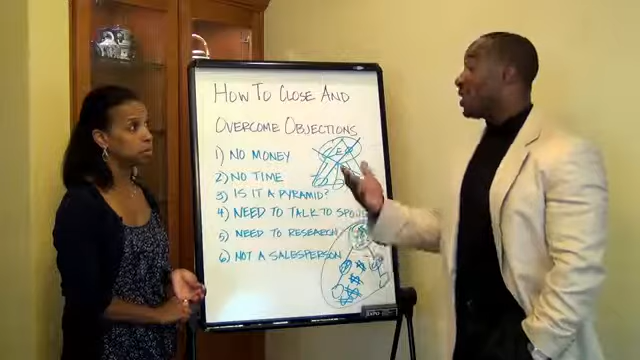 HOW TO CLOSE AND
OVERCOME OBJECTIONS
1) NO MONEY
2) NO TIME
3) IS IT A PYRAMID?
4) NEED TO TALK TO
5) NEED TO RESEARCH
6) NOT A SALESPERSON